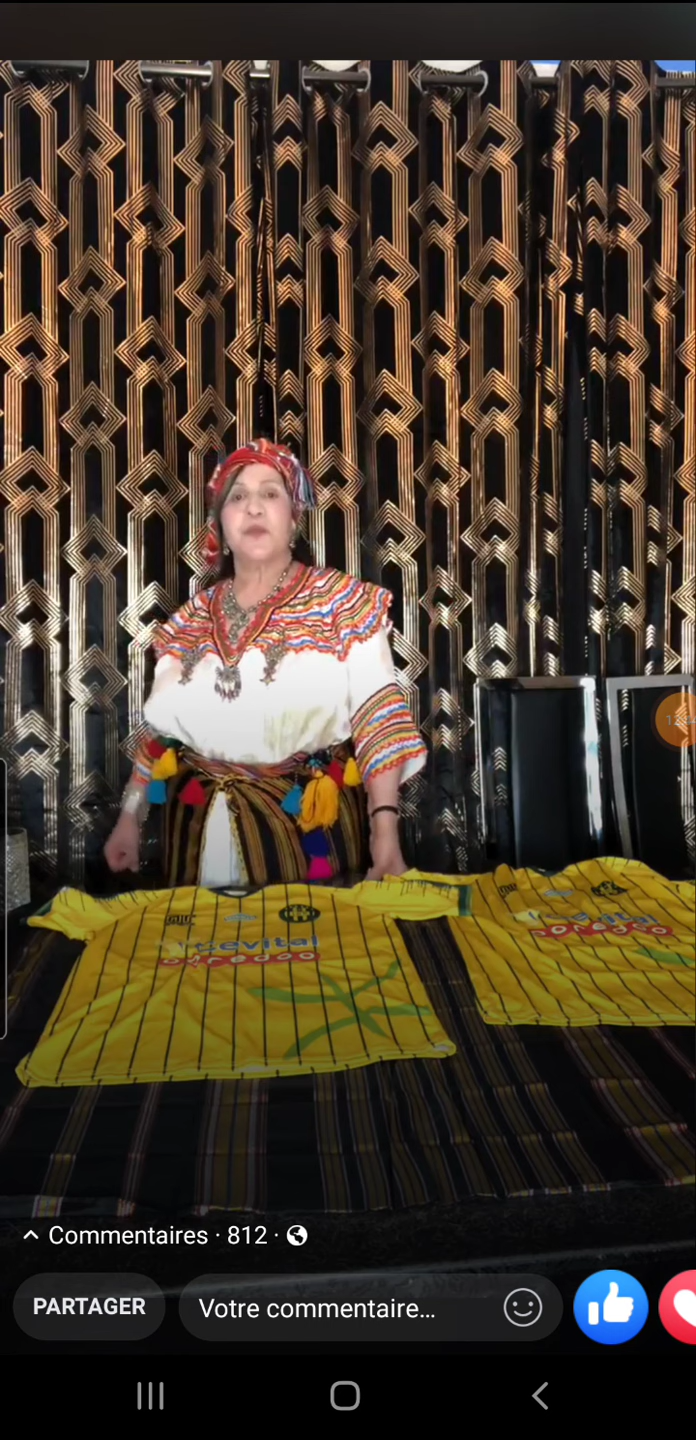 cevital
ooredoo
cevital
ooredoo
Commentaires · 812 ·
PARTAGER
Votre commentaire…